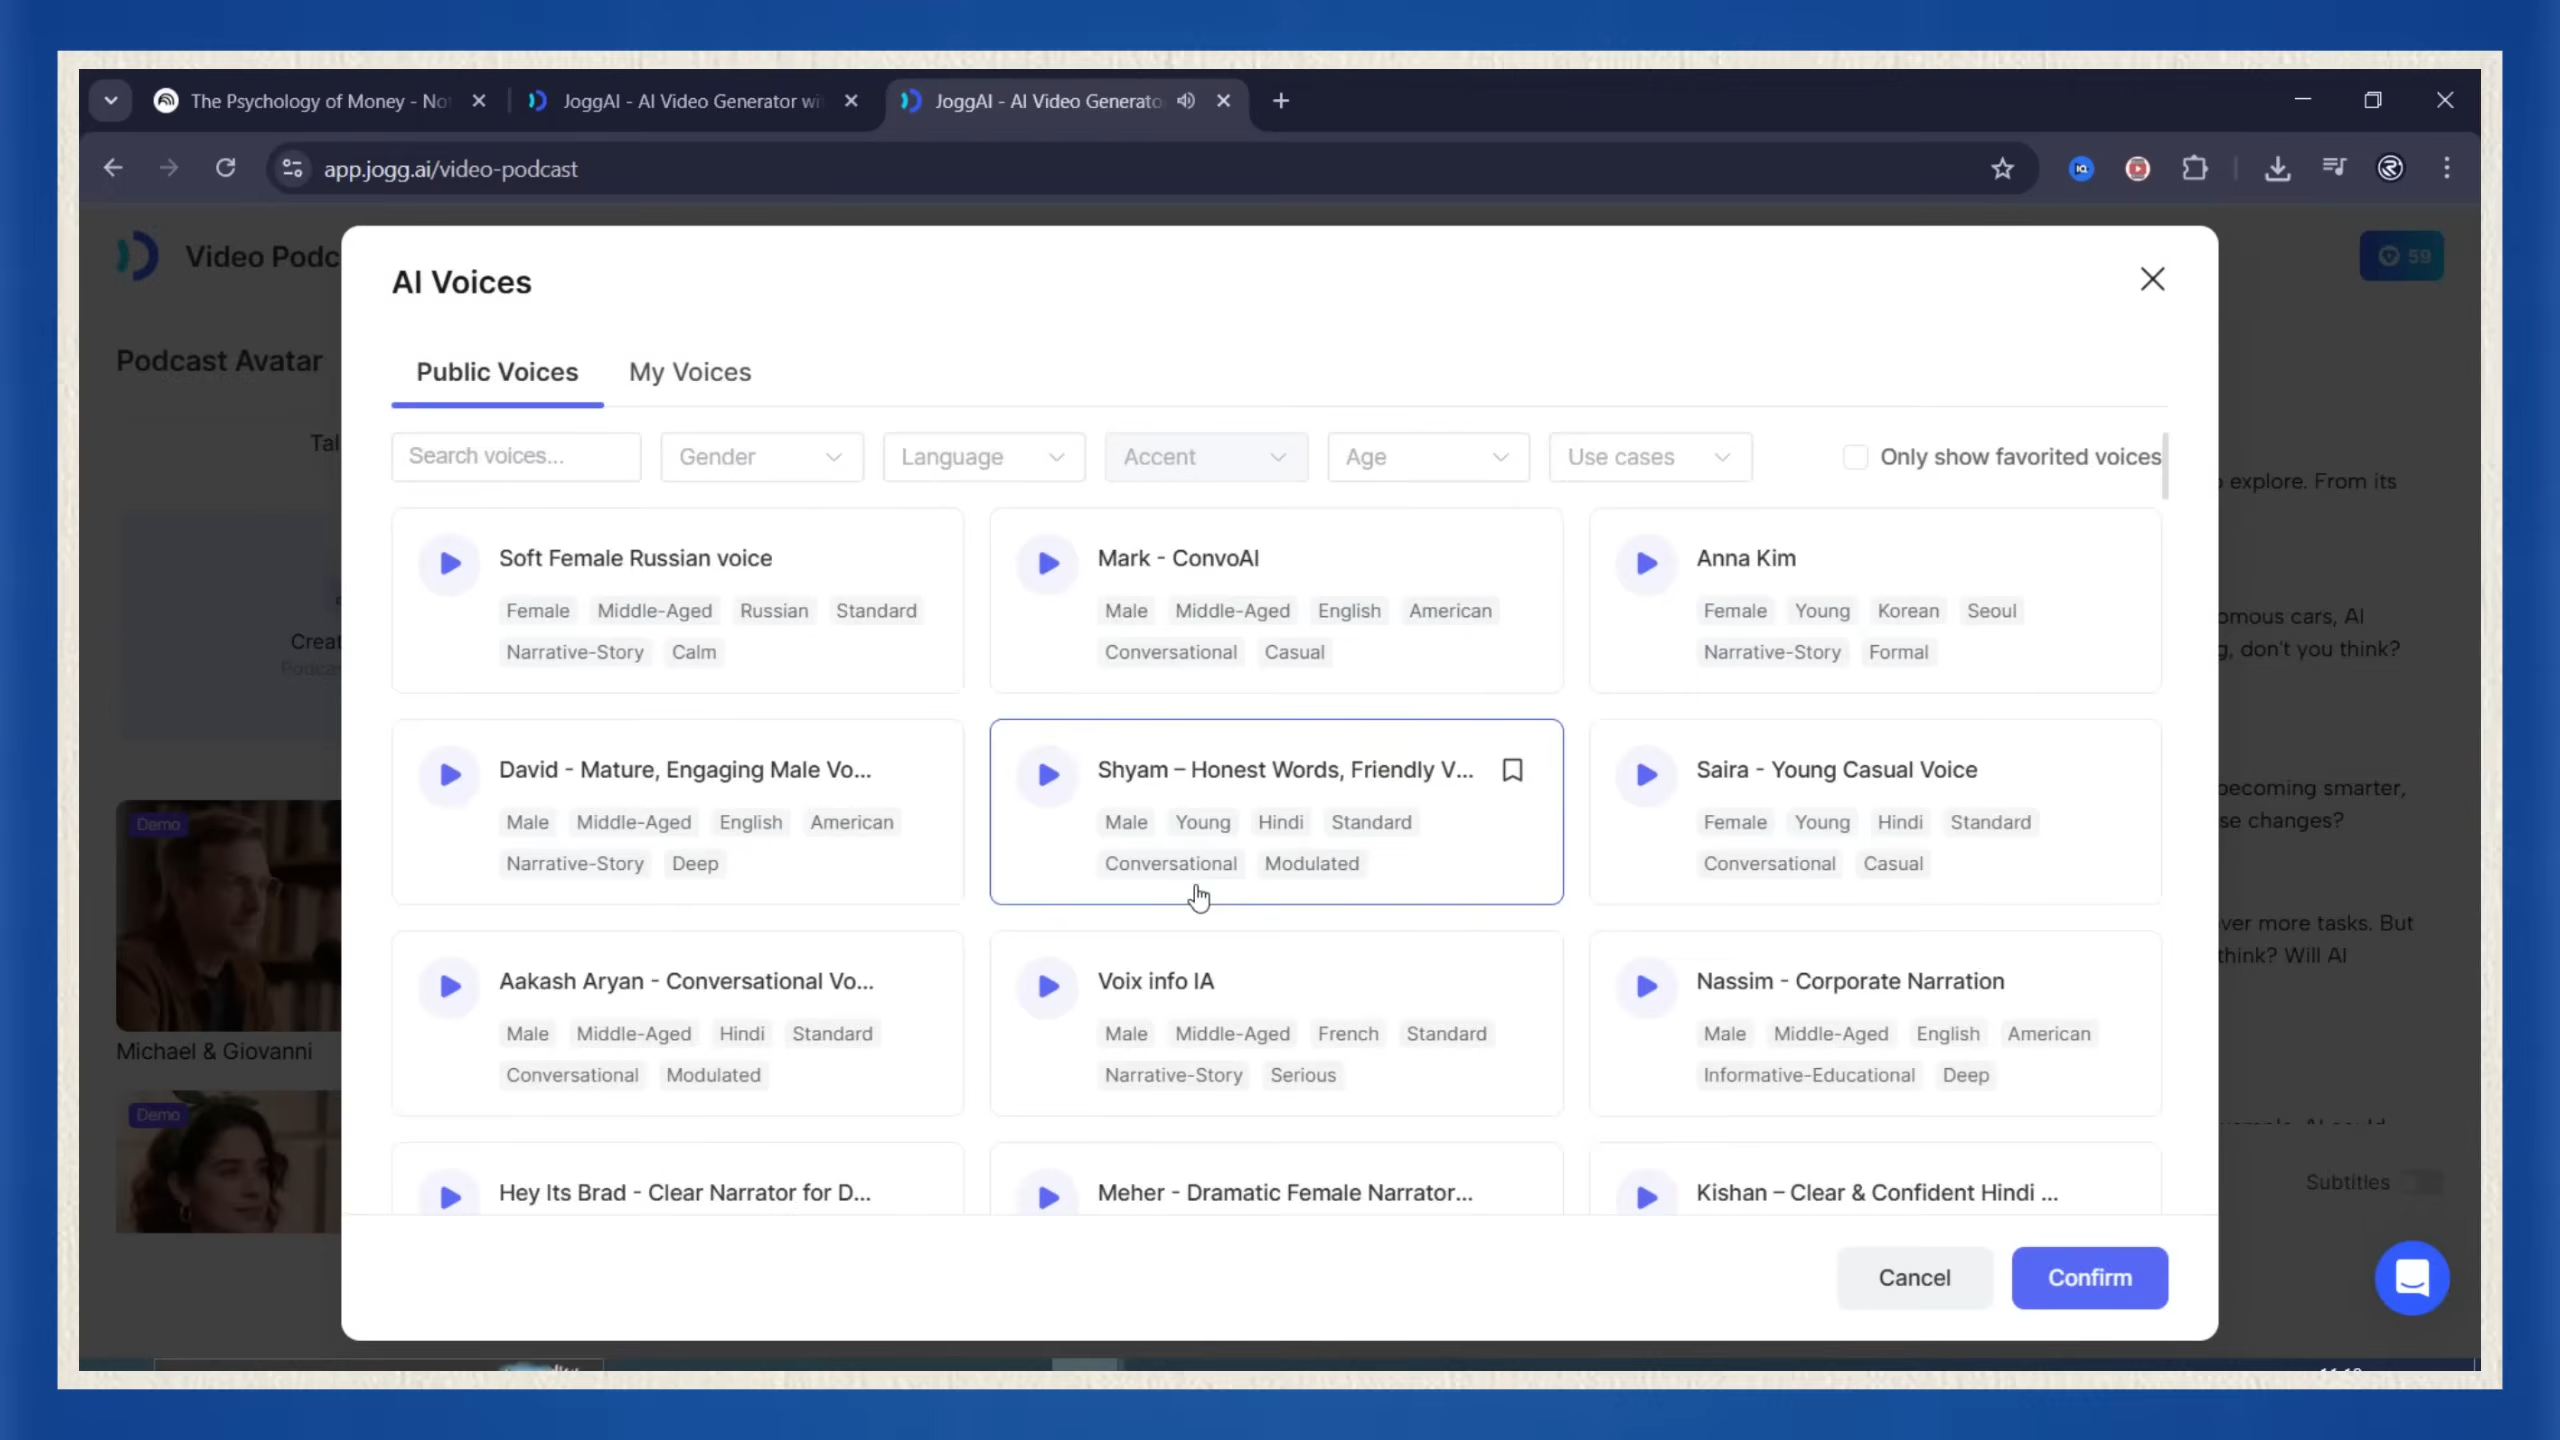 The Psychology of Money - No
JoggAI - AI Video Generator wi
JoggAI - AI Video Generato
app.jogg.ai/video-podcast
Video Podc
59
AI Voices
Podcast Avatar
Public Voices
My Voices
Search voices...
Gender
Language
Accent
Age
Use cases
Only show favorited voices
explore. From its
Soft Female Russian voice
Female Middle-Aged Russian Standard
Narrative-Story Calm
Mark - ConvoAI
Male Middle-Aged English American
Conversational Casual
Anna Kim
Female Young Korean Seoul
Narrative-Story Formal
omous cars, AI
g, don't you think?
David - Mature, Engaging Male Vo...
Male Middle-Aged English American
Narrative-Story Deep
Shyam – Honest Words, Friendly V...
Male Young Hindi Standard
Conversational Modulated
Saira - Young Casual Voice
Female Young Hindi Standard
Conversational Casual
becoming smarter,
se changes?
Demo
Aakash Aryan - Conversational Vo...
Male Middle-Aged Hindi Standard
Conversational Modulated
Voix info IA
Male Middle-Aged French Standard
Narrative-Story Serious
Nassim - Corporate Narration
Male Middle-Aged English American
Informative-Educational Deep
ver more tasks. But
think? Will AI
Michael & Giovanni
Demo
Hey Its Brad - Clear Narrator for D...
Meher - Dramatic Female Narrator...
Kishan – Clear & Confident Hindi ...
Subtitles
Cancel
Confirm